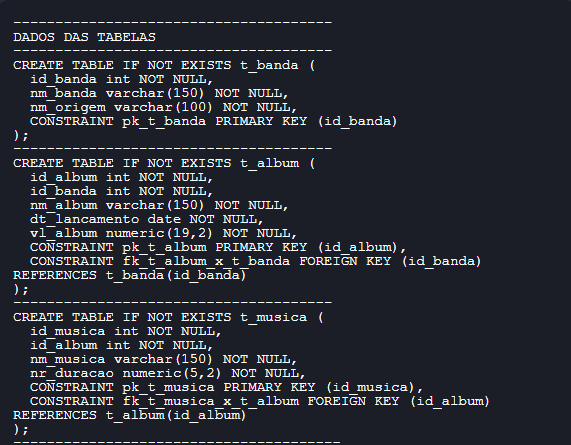 --------------------------------------
DADOS DAS TABELAS
--------------------------------------
CREATE TABLE IF NOT EXISTS t_banda (
  id_banda int NOT NULL,
  nm_banda varchar(150) NOT NULL,
  nm_origem varchar(100) NOT NULL,
  CONSTRAINT pk_t_banda PRIMARY KEY (id_banda)
);
--------------------------------------
CREATE TABLE IF NOT EXISTS t_album (
  id_album int NOT NULL,
  id_banda int NOT NULL,
  nm_album varchar(150) NOT NULL,
  dt_lancamento date NOT NULL,
  vl_album numeric(19,2) NOT NULL,
  CONSTRAINT pk_t_album PRIMARY KEY (id_album),
  CONSTRAINT fk_t_album_x_t_banda FOREIGN KEY (id_banda)
REFERENCES t_banda(id_banda)
);
--------------------------------------
CREATE TABLE IF NOT EXISTS t_musica (
  id_musica int NOT NULL,
  id_album int NOT NULL,
  nm_musica varchar(150) NOT NULL,
  nr_duracao numeric(5,2) NOT NULL,
  CONSTRAINT pk_t_musica PRIMARY KEY (id_musica),
  CONSTRAINT fk_t_musica_x_t_album FOREIGN KEY (id_album)
REFERENCES t_album(id_album)
);
---------------------------------------